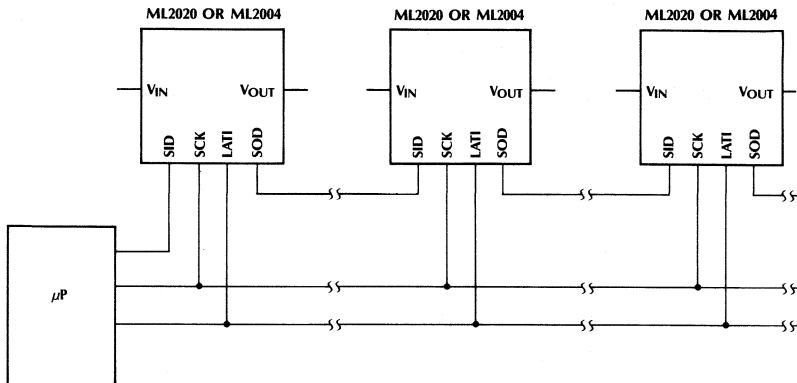 ML2020 OR ML2004 ML2020 OR ML2004 ML2020 OR ML2004
VIN VOUT VIN VOUT VIN VOUT
SID SCK LATI SOD SID SCK LATI SOD SID SCK LATI SOD
μP